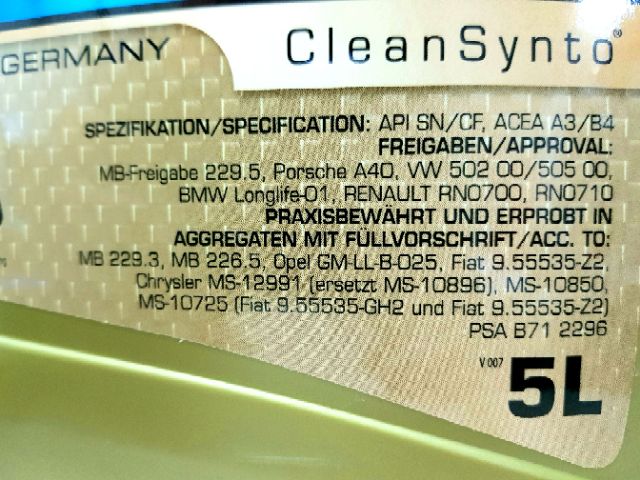 GERMANY
CleanSynto®
SPEZIFIKATION/SPECIFICATION: API SN/CF, ACEA A3/B4
FREIGABEN/APPROVAL:
MB-Freigabe 229.5, Porsche A40, VW 502 00/505 00,
BMW Longlife-01, RENAULT RN0700, RN0710
PRAXISBEWÄHRT UND ERPROBT IN
AGGREGATEN MIT FÜLLVORSCHRIFT/ACC. TO:
MB 229.3, MB 226.5, Opel GM-LL-B-025, Fiat 9.55535-Z2,
Chrysler MS-12991 (ersetzt MS-10896), MS-10850,
MS-10725 (Fiat 9.55535-GH2 und Fiat 9.55535-Z2)
PSA B71 2296
V 007
5L